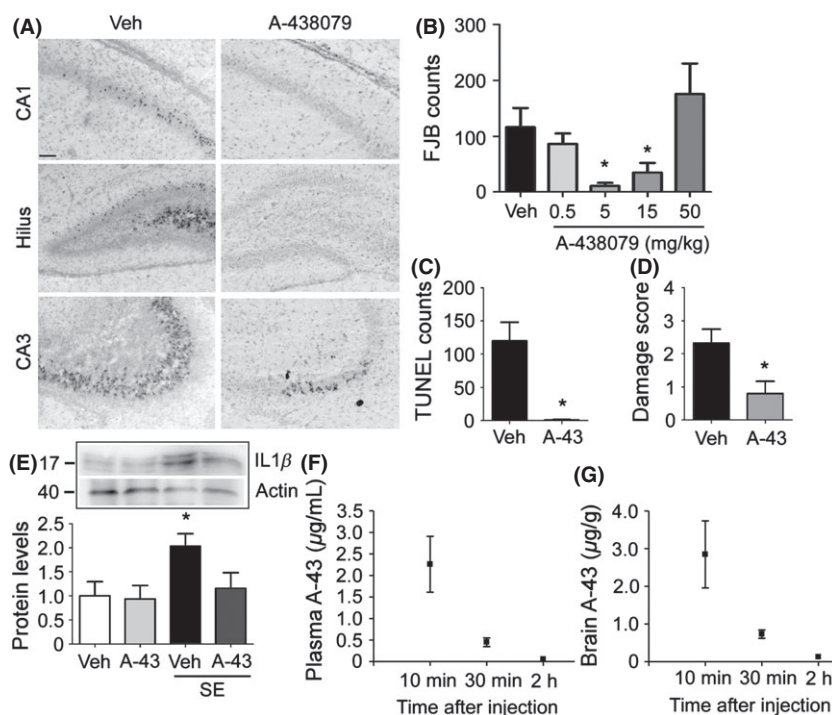 (A)
Veh
A-438079
CA1
Hilus
CA3
(B)
FJB counts
300
200
100
0
Veh
0.5
5
15
50
*
*
A-438079 (mg/kg)
(C)
TUNEL counts
200
150
100
50
0
*
Veh
A-43
(D)
Damage score
5
4
3
2
1
0
*
Veh
A-43
(E)
17
IL1β
40
Actin
Protein levels
2.5
2.0
1.5
1.0
0.5
0
*
Veh
A-43
Veh
A-43
SE
(F)
Plasma A-43 (µg/mL)
3.5
3.0
2.5
2.0
1.5
1.0
0.5
0
10 min 30 min 2 h
Time after injection
(G)
Brain A-43 (µg/g)
4.0
3.0
2.0
1.0
0
10 min 30 min 2 h
Time after injection